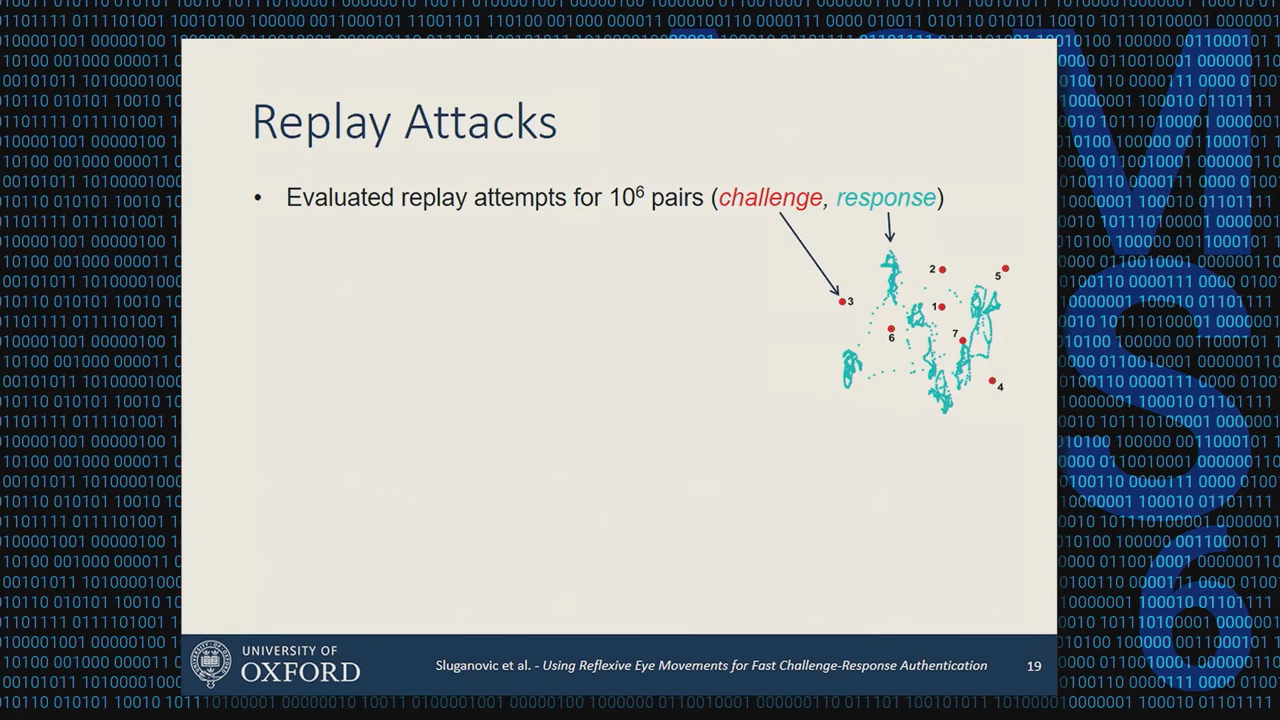 Replay Attacks
• Evaluated replay attempts for 10⁶ pairs (challenge, response)
2
5
3
1
6
7
4
UNIVERSITY OF
OXFORD
Sluganovic et al. - Using Reflexive Eye Movements for Fast Challenge-Response Authentication
19